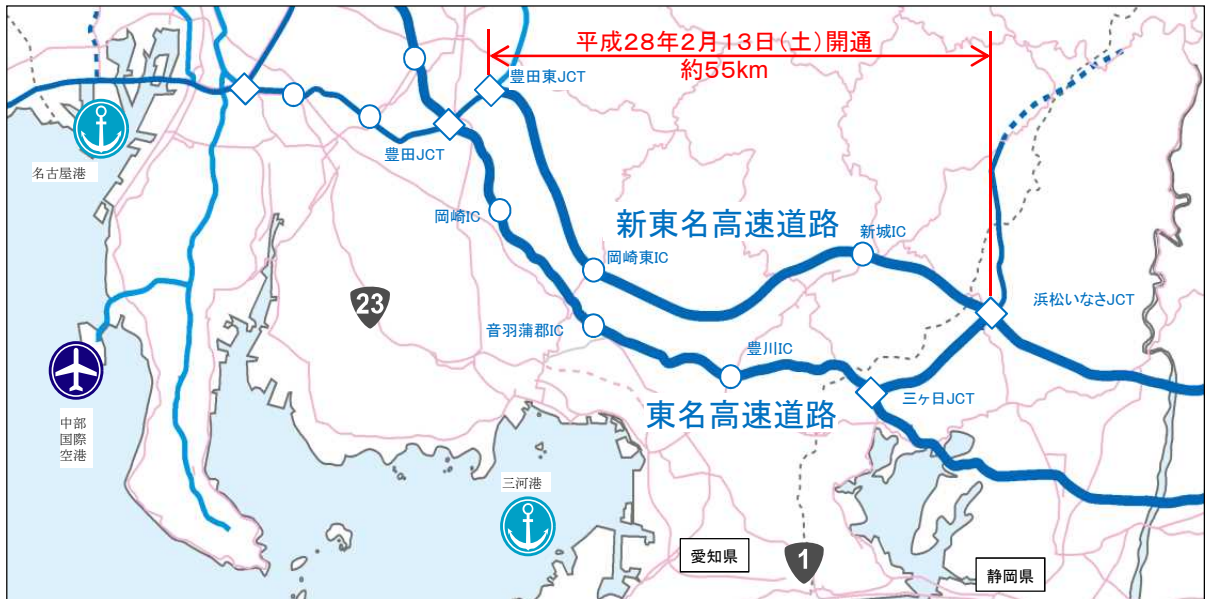 平成28年2月13日(土)開通
約55km
豊田東JCT
名古屋港
豊田JCT
岡崎IC
新東名高速道路
新城IC
岡崎東IC
浜松いなさJCT
23
音羽蒲郡IC
豊川IC
三ヶ日JCT
東名高速道路
中部
国際
空港
三河港
愛知県
1
静岡県